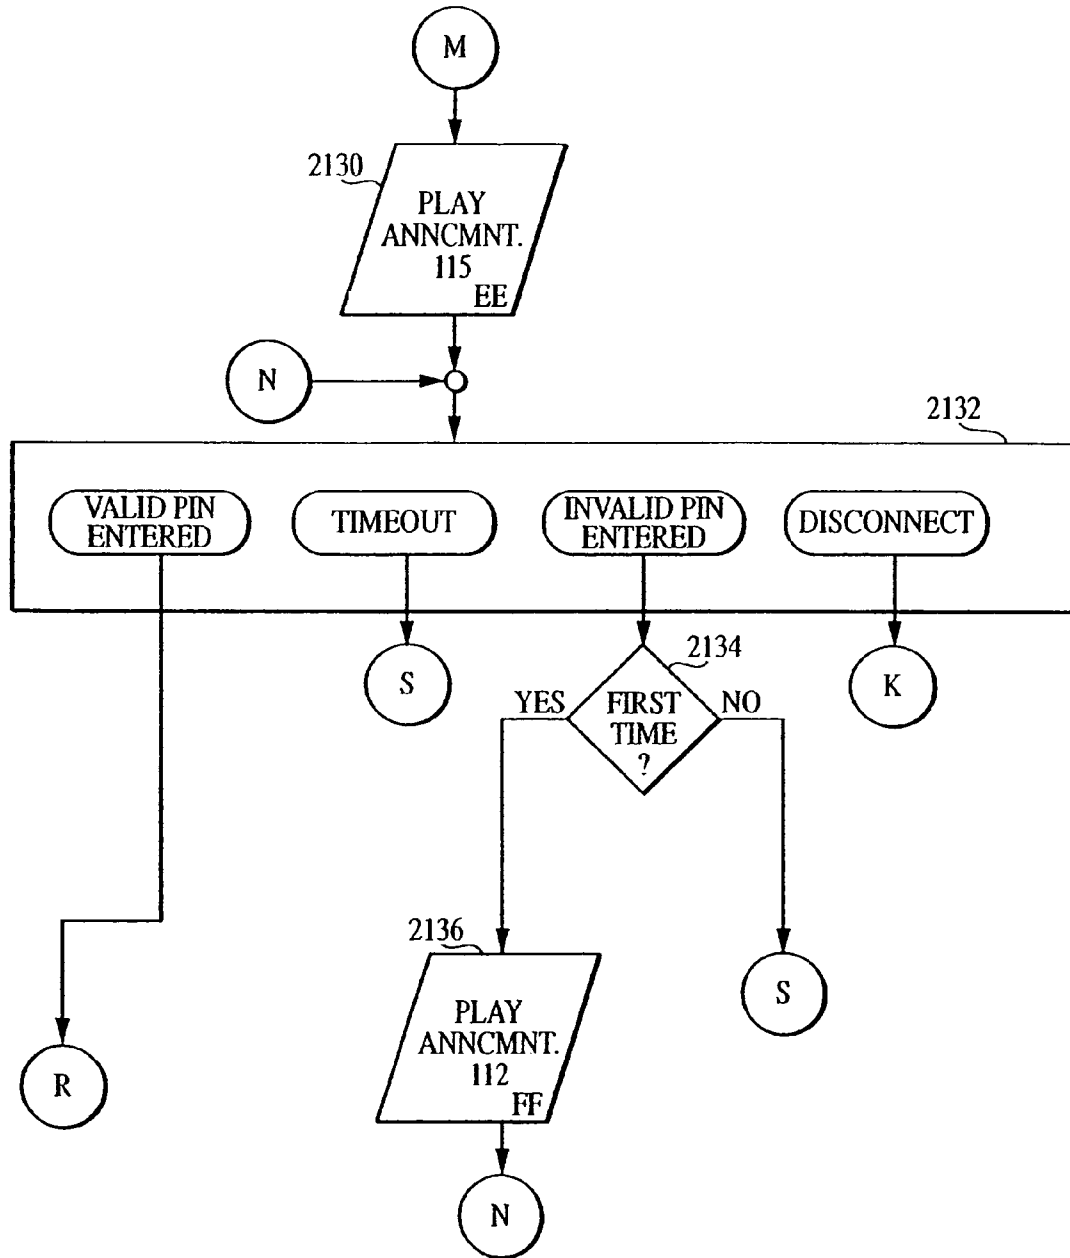 M
2130
PLAY
ANNCMNT.
115
EE
N
2132
VALID PIN
ENTERED
TIMEOUT
INVALID PIN
ENTERED
DISCONNECT
S
2134
K
YES
FIRST
TIME
?
NO
2136
PLAY
ANNCMNT.
112
FF
S
R
N